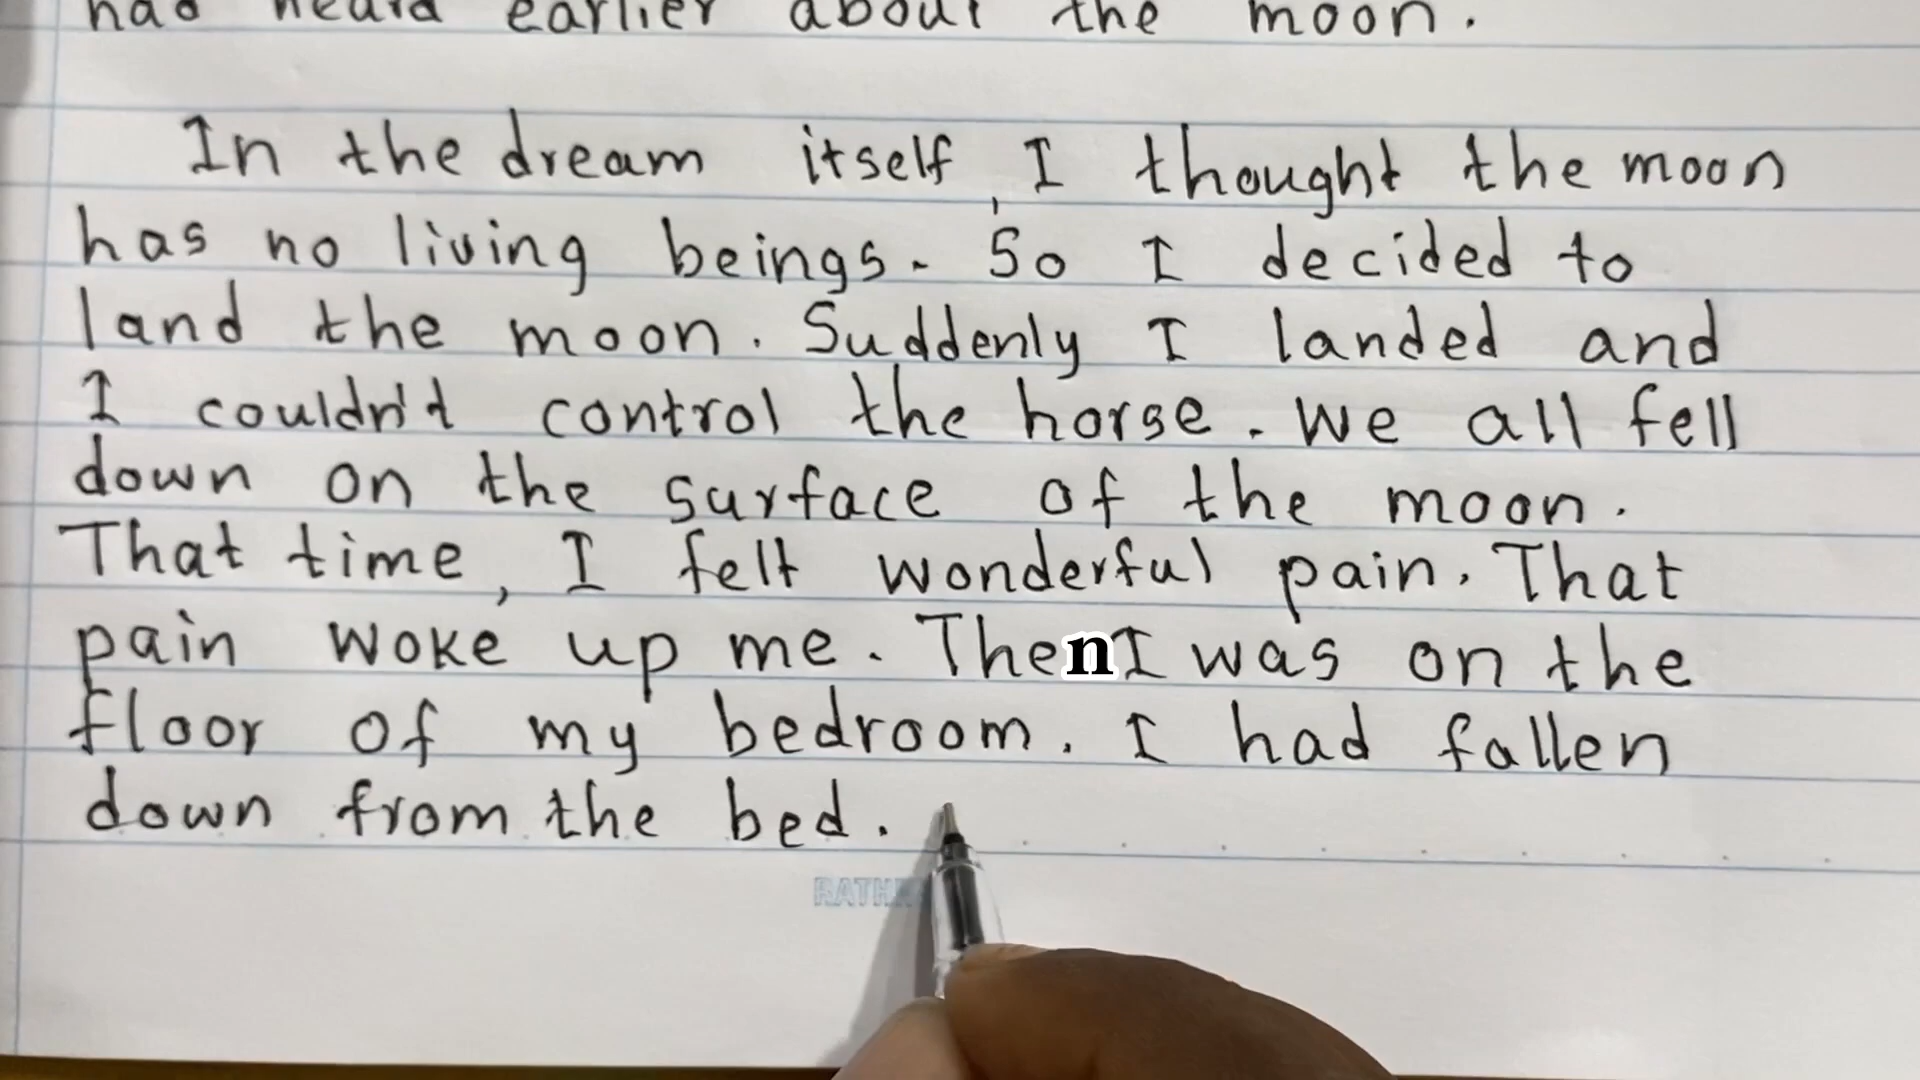 had heard earlier about the moon.
In the dream itself, I thought the moon
has no living beings. So I decided to
land the moon. Suddenly I landed and
I couldn't control the horse. We all fell
down on the surface of the moon.
That time, I felt wonderful pain. That
pain woke up me. Then I was on the
floor of my bedroom. I had fallen
down from the bed.